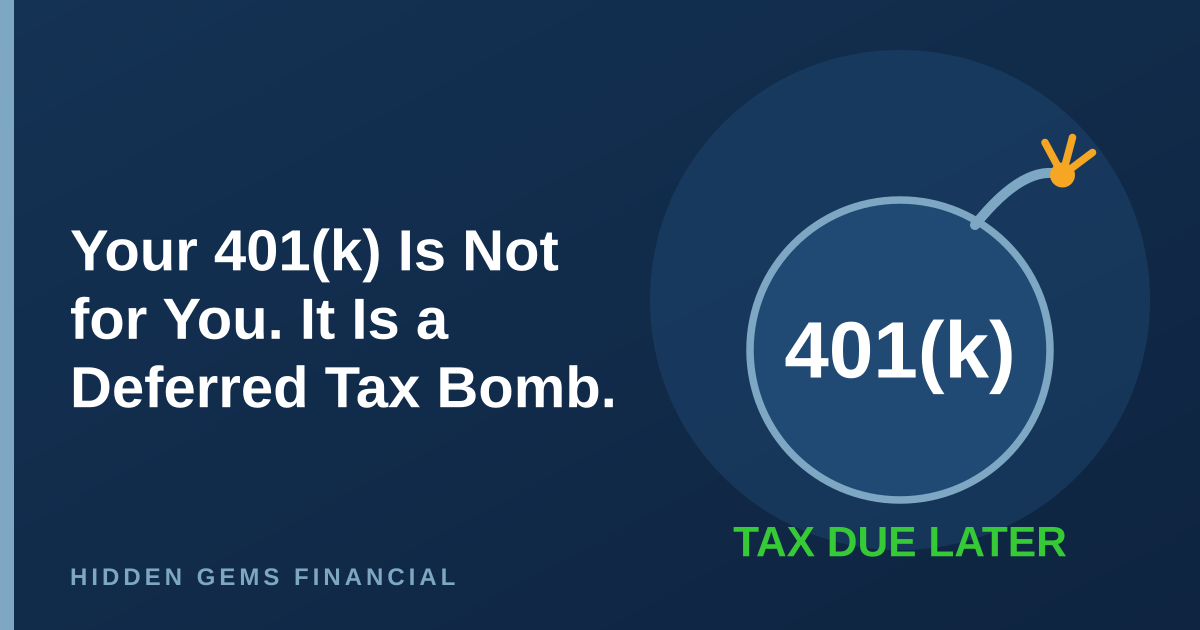 Your 401(k) Is Not
for You. It Is a
Deferred Tax Bomb.
401(k)
TAX DUE LATER
HIDDEN GEMS FINANCIAL